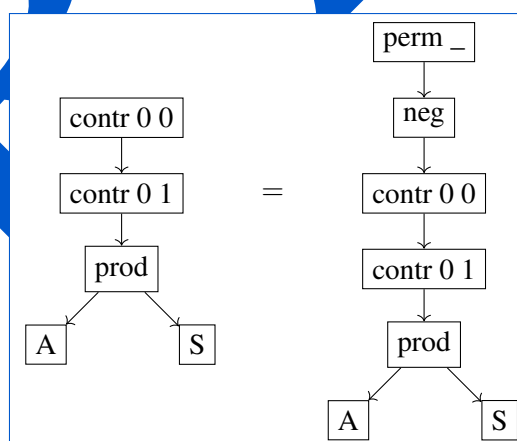 perm _
contr 0 0
neg
contr 0 1
=
contr 0 0
prod
contr 0 1
A
S
prod
A
S